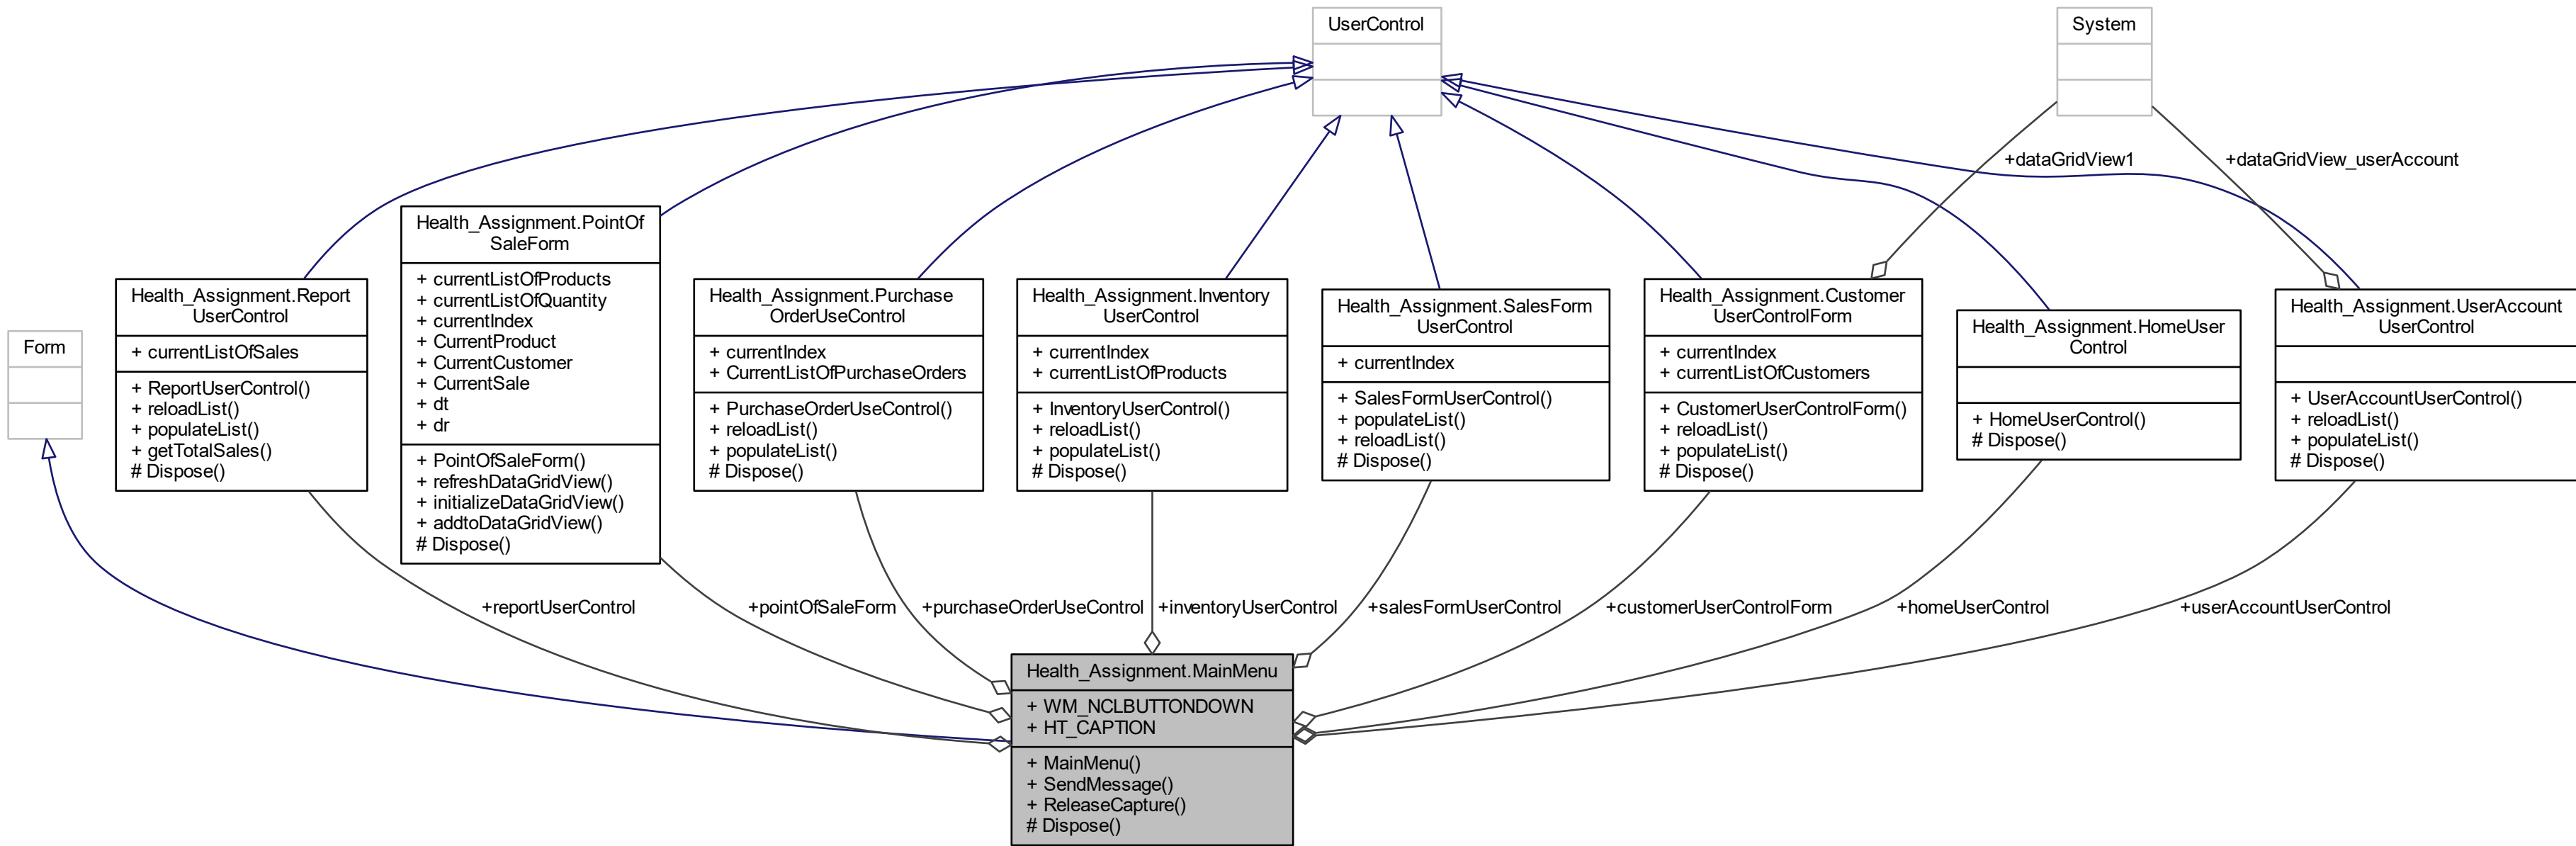 UserControl
System
+dataGridView1
+dataGridView_userAccount
Form
Health_Assignment.Report
UserControl
+ currentListOfSales
+ ReportUserControl()
+ reloadList()
+ populateList()
+ getTotalSales()
# Dispose()
Health_Assignment.PointOf
SaleForm
+ currentListOfProducts
+ currentListOfQuantity
+ currentIndex
+ CurrentProduct
+ CurrentCustomer
+ CurrentSale
+ dt
+ dr
+ PointOfSaleForm()
+ refreshDataGridView()
+ initializeDataGridView()
+ addtoDataGridView()
# Dispose()
Health_Assignment.Purchase
OrderUseControl
+ currentIndex
+ CurrentListOfPurchaseOrders
+ PurchaseOrderUseControl()
+ reloadList()
+ populateList()
# Dispose()
Health_Assignment.Inventory
UserControl
+ currentIndex
+ currentListOfProducts
+ InventoryUserControl()
+ reloadList()
+ populateList()
# Dispose()
Health_Assignment.SalesForm
UserControl
+ currentIndex
+ SalesFormUserControl()
+ populateList()
+ reloadList()
# Dispose()
Health_Assignment.Customer
UserControlForm
+ currentIndex
+ currentListOfCustomers
+ CustomerUserControlForm()
+ reloadList()
+ populateList()
# Dispose()
Health_Assignment.HomeUser
Control
+ HomeUserControl()
# Dispose()
Health_Assignment.UserAccount
UserControl
+ UserAccountUserControl()
+ reloadList()
+ populateList()
# Dispose()
+reportUserControl
+pointOfSaleForm
+purchaseOrderUseControl
+inventoryUserControl
+salesFormUserControl
+customerUserControlForm
+homeUserControl
+userAccountUserControl
Health_Assignment.MainMenu
+ WM_NCLBUTTONDOWN
+ HT_CAPTION
+ MainMenu()
+ SendMessage()
+ ReleaseCapture()
# Dispose()